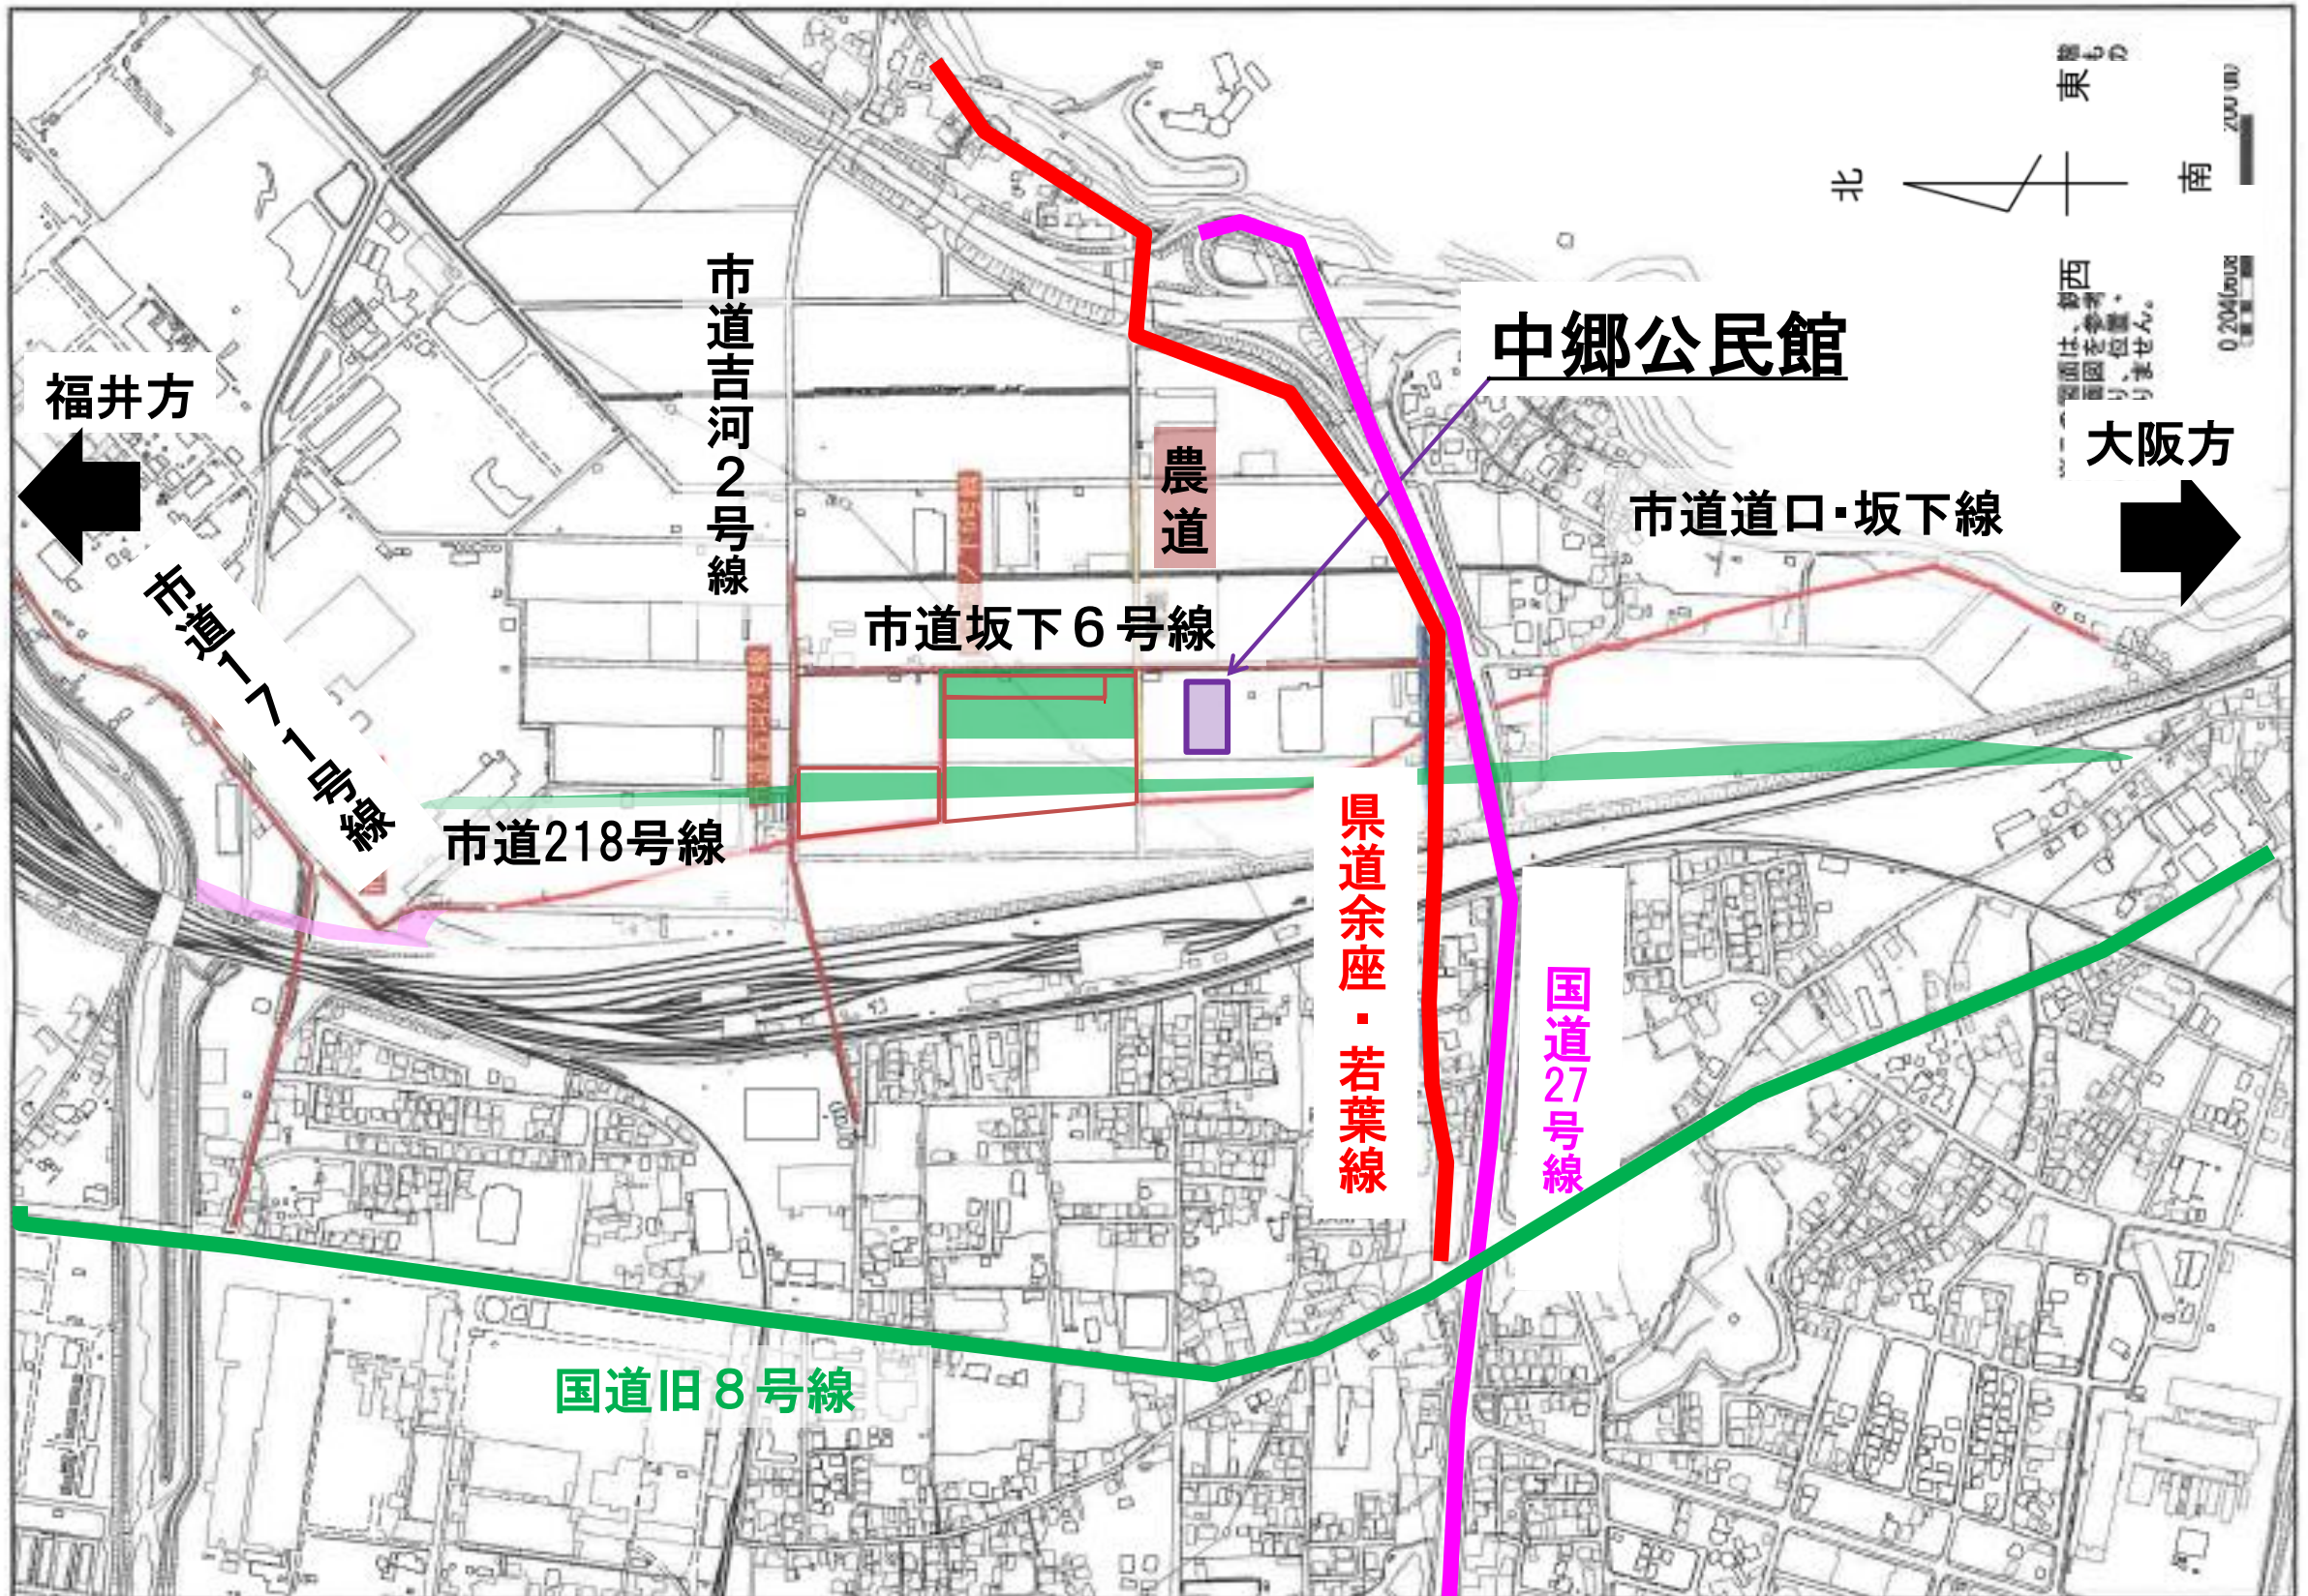 東
北
南
西
200(m)
福井方
市道吉河2号線
中郷公民館
大阪方
農道
市道道口・坂下線
市道171号線
市道坂下6号線
市道218号線
県道余座・若葉線
国道27号線
国道旧8号線